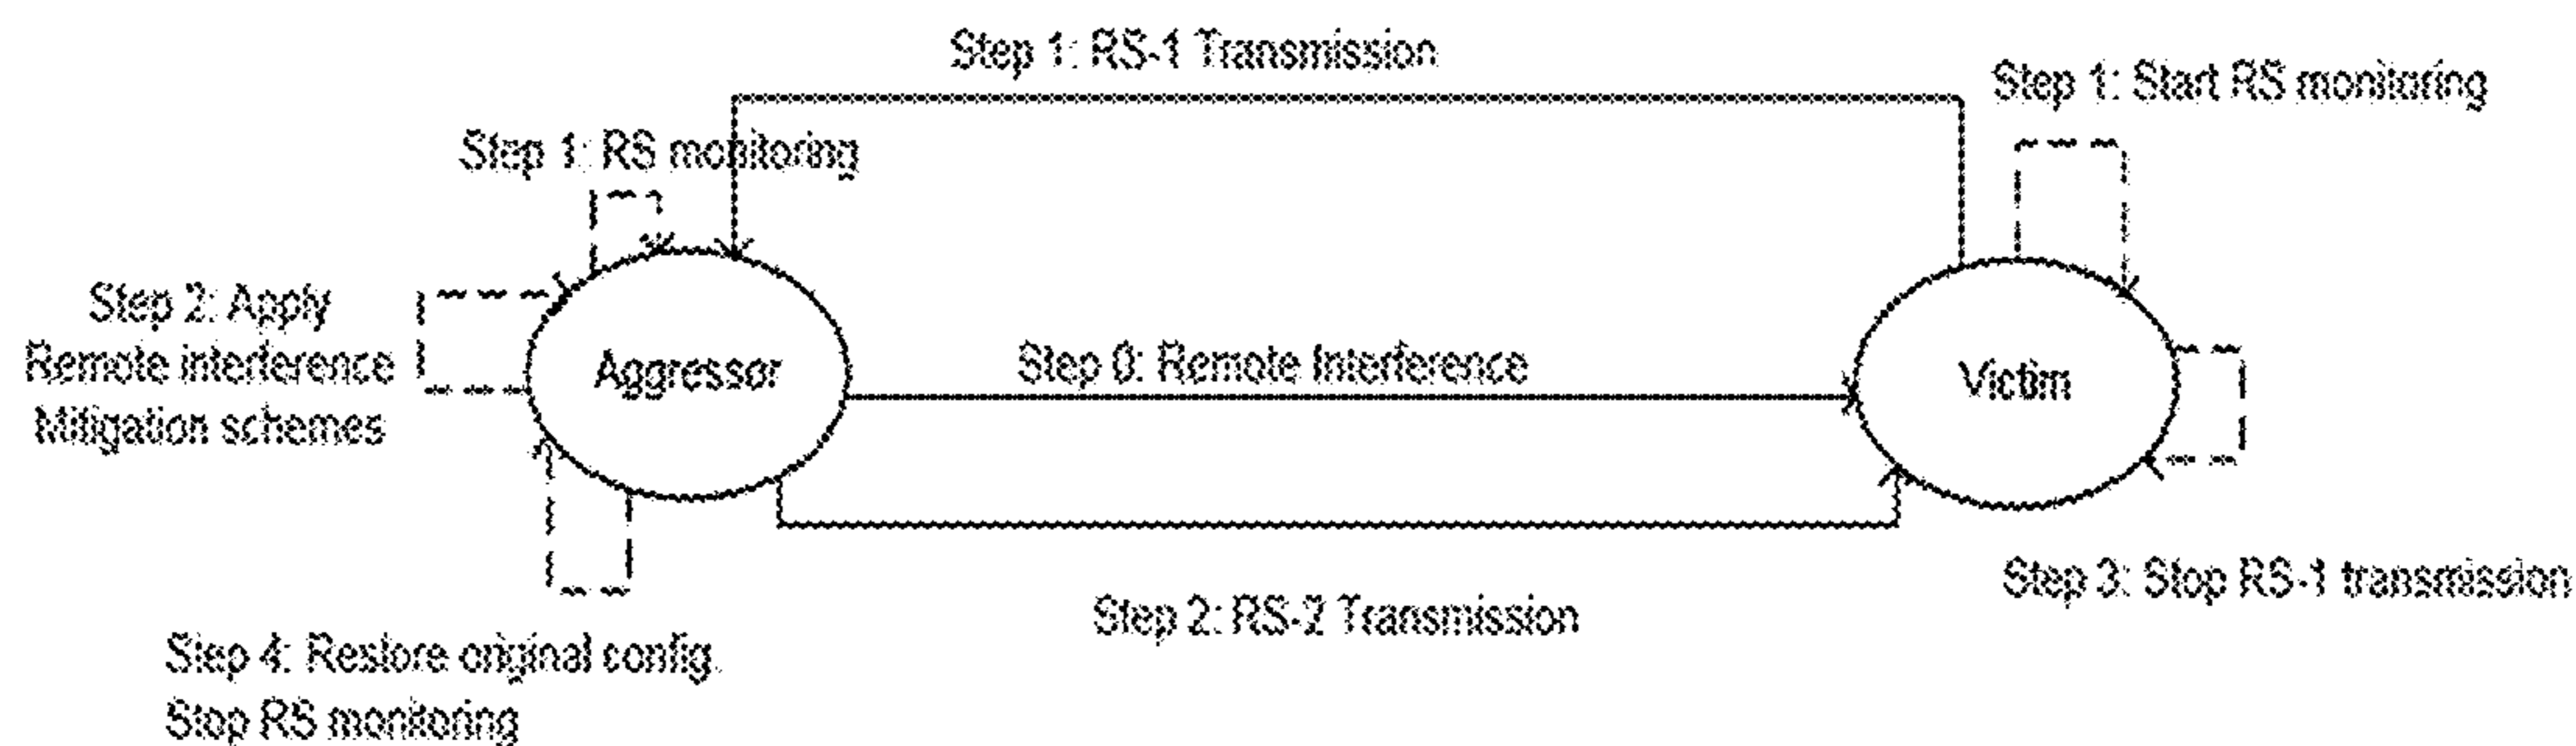 Step 1: RS-1 Transmission
Step 1: Start RS monitoring
Step 1: RS monitoring
Step 2: Apply
Remote interference
Mitigation schemes
Aggressor
Step 0: Remote Interference
Victim
Step 3: Stop RS-1 transmission
Step 2: RS-2 Transmission
Step 4: Restore original config.
Stop RS monitoring